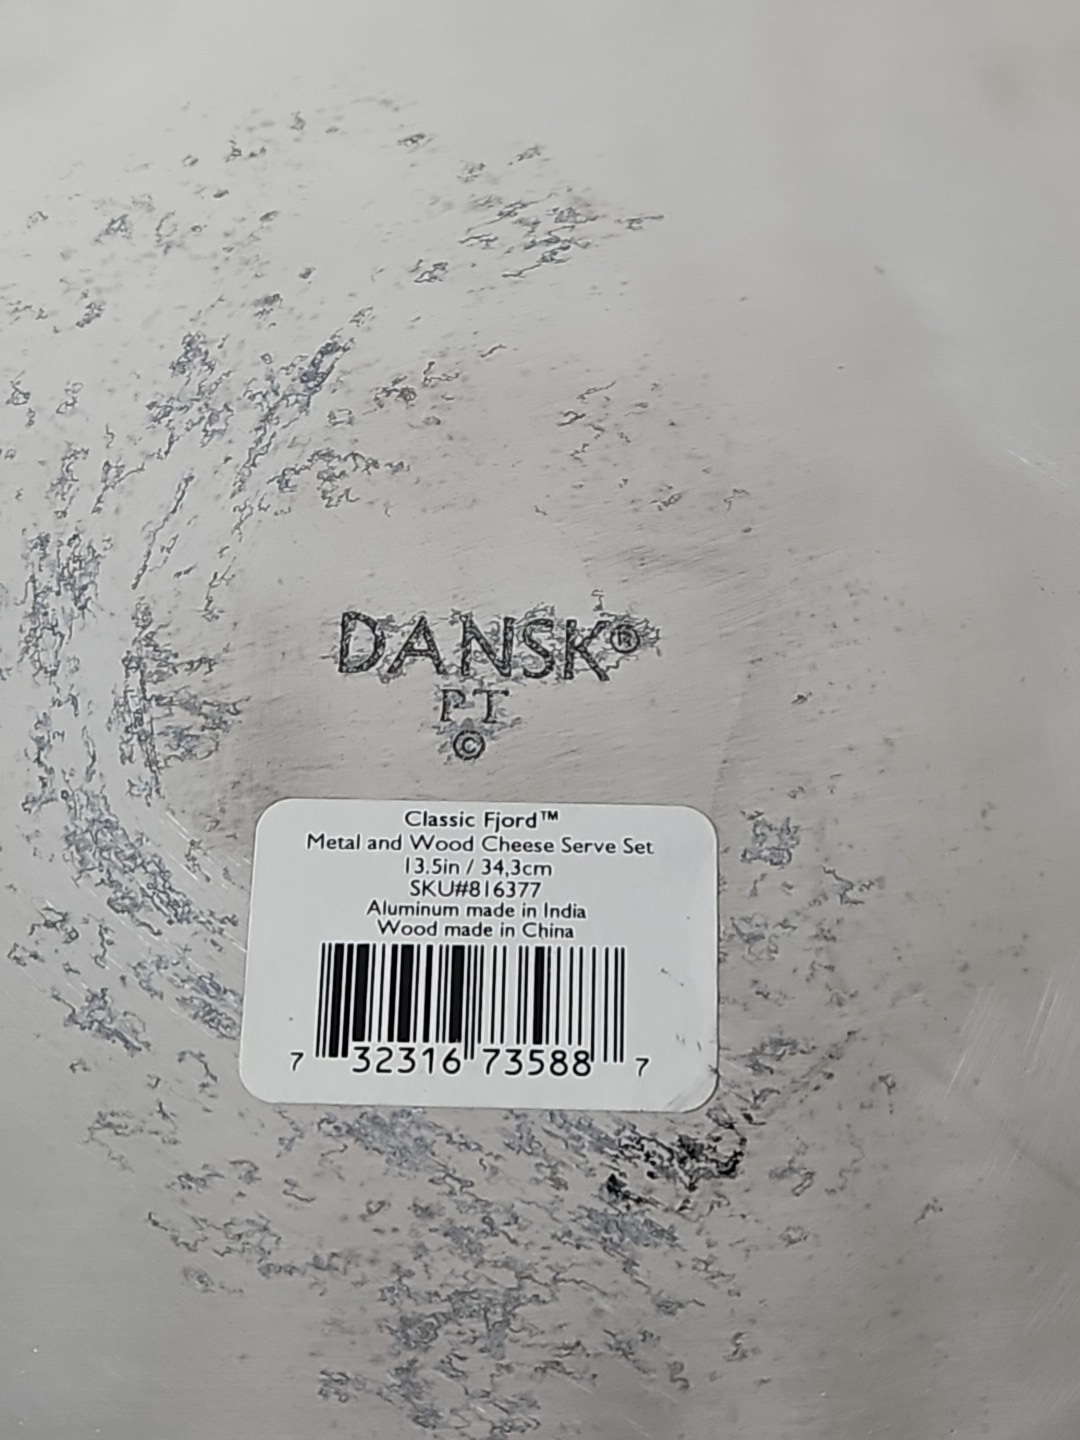 DANSK®
PT
©
Classic Fjord™
Metal and Wood Cheese Serve Set
13.5in / 34,3cm
SKU#816377
Aluminum made in India
Wood made in China
7 32316 73588 7